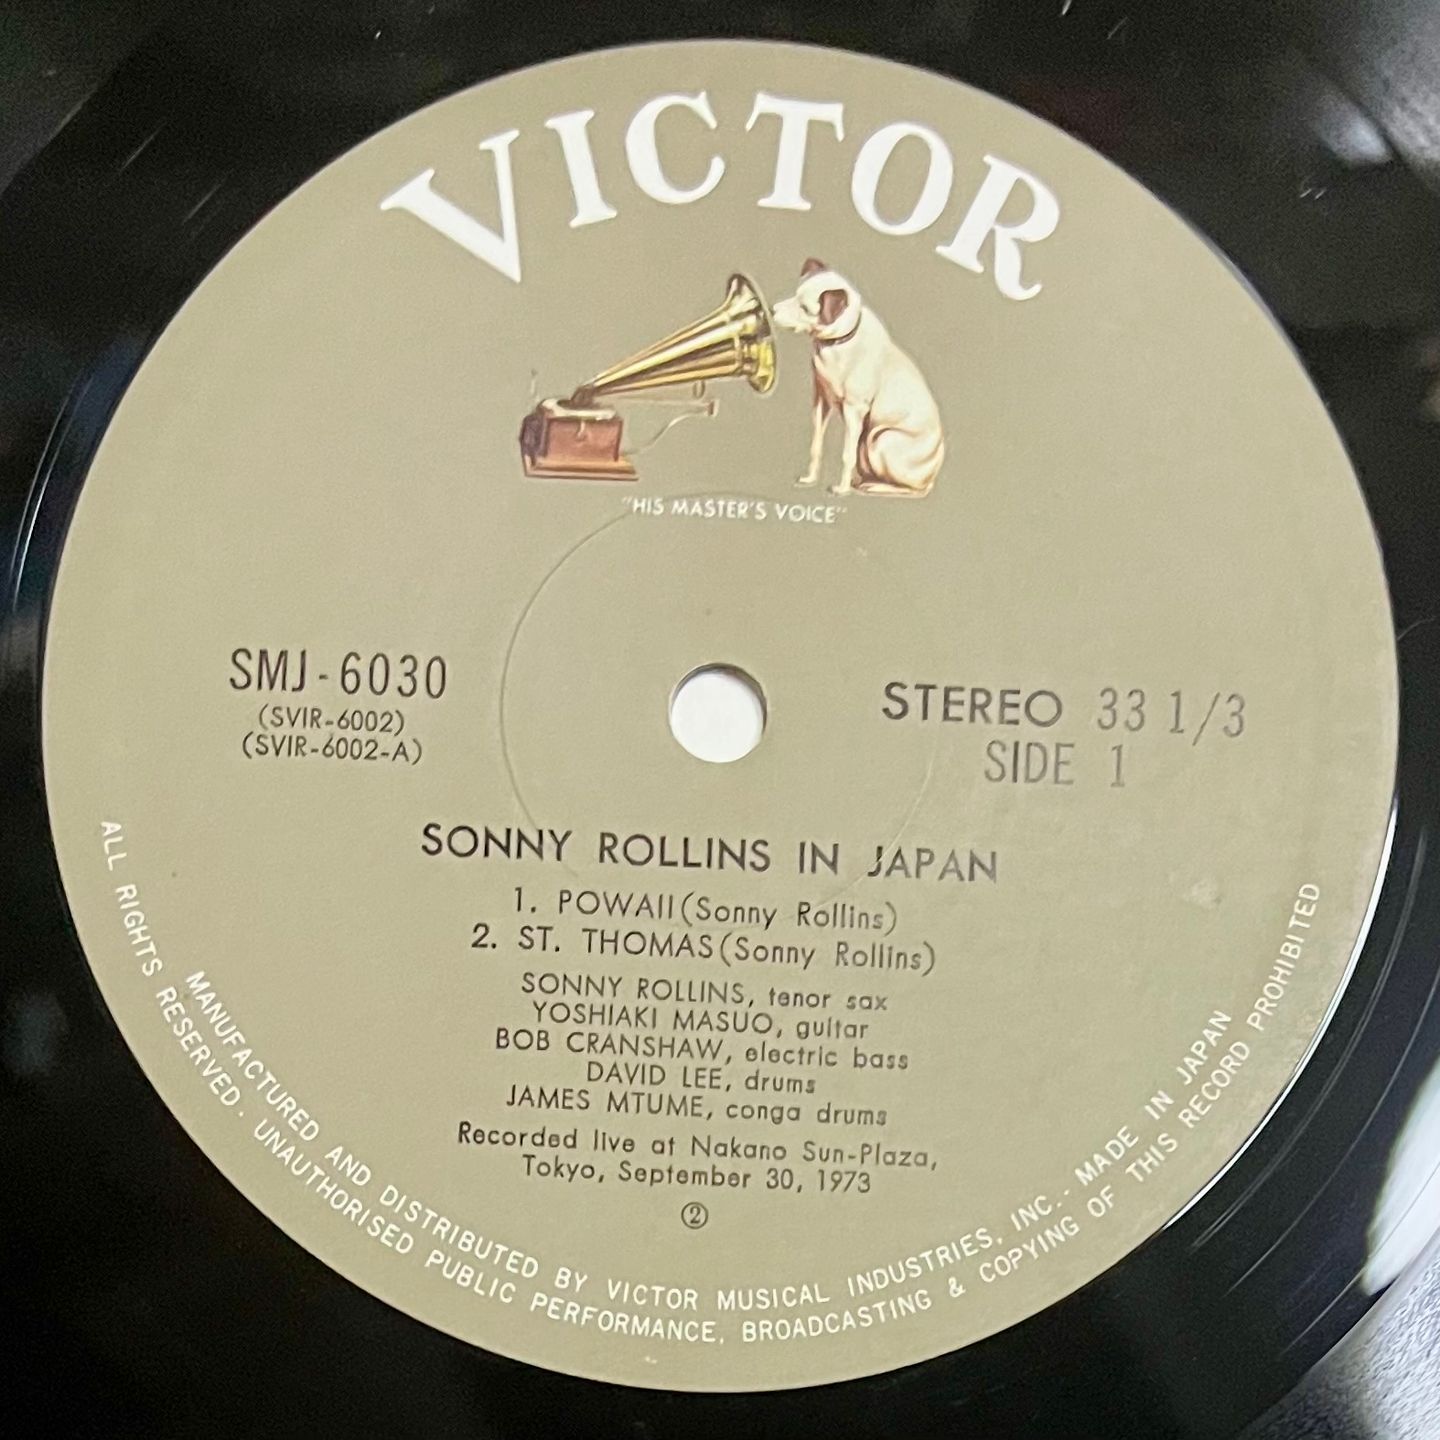 VICTOR
"HIS MASTER'S VOICE"
SMJ-6030
(SVIR-6002)
(SVIR-6002-A)
STEREO 33 1/3
SIDE 1
SONNY ROLLINS IN JAPAN
1. POWAII(Sonny Rollins)
2. ST. THOMAS(Sonny Rollins)
SONNY ROLLINS, tenor sax
YOSHIAKI MASUO, guitar
BOB CRANSHAW, electric bass
DAVID LEE, drums
JAMES MTUME, conga drums
Recorded live at Nakano Sun-Plaza,
Tokyo, September 30, 1973
②
MANUFACTURED AND DISTRIBUTED BY VICTOR MUSICAL INDUSTRIES, INC.- MADE IN JAPAN
ALL RIGHTS RESERVED. UNAUTHORISED PUBLIC PERFORMANCE, BROADCASTING & COPYING OF THIS RECORD PROHIBITED